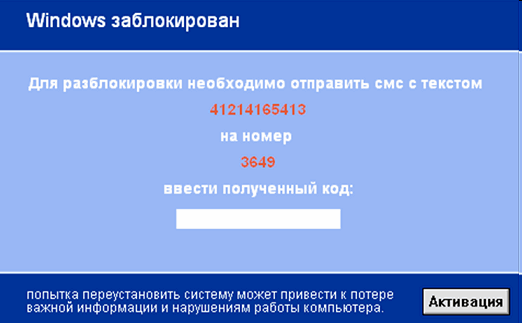 Windows заблокирован
Для разблокировки необходимо отправить смс с текстом
41214165413
на номер
3649
ввести полученный код:
попытка переустановить систему может привести к потере
важной информации и нарушениям работы компьютера.
Активация